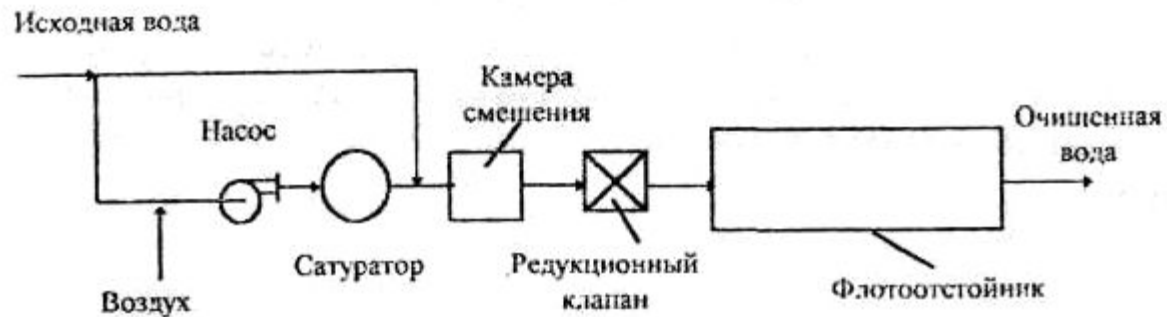 Исходная вода
Камера
смешения
Насос
Очищенная
вода
Сатуратор
Редукционный
клапан
Флотоотстойник
Воздух